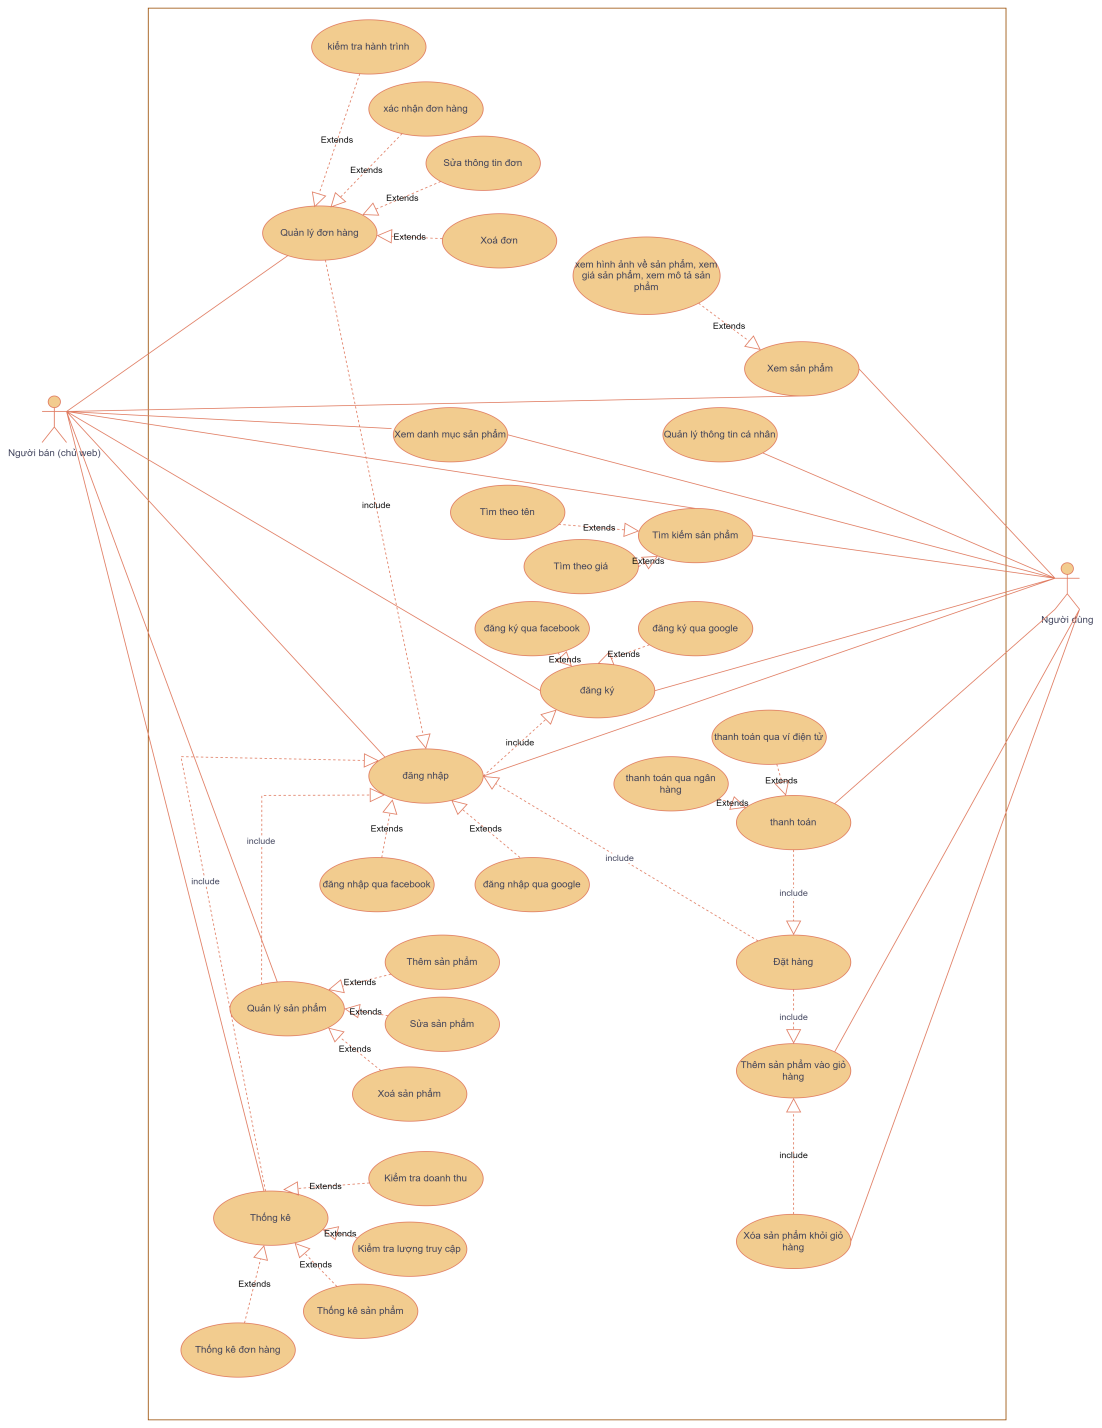 kiểm tra hành trình
xác nhận đơn hàng
Extends
Sửa thông tin đơn
Extends
Extends
Quản lý đơn hàng
Extends
Xoá đơn
xem hình ảnh về sản phẩm, xem
giá sản phẩm, xem mô tả sản
phẩm
Extends
Xem sản phẩm
Người bán (chủ web)
Xem danh mục sản phẩm
Quản lý thông tin cá nhân
include
Tìm theo tên
Extends
Tìm kiếm sản phẩm
Tìm theo giá
Extends
Người dùng
đăng ký qua facebook
đăng ký qua google
Extends
Extends
đăng ký
include
thanh toán qua ví điện tử
đăng nhập
thanh toán qua ngân
hàng
Extends
Extends
thanh toán
Extends
Extends
include
include
include
include
đăng nhập qua facebook
đăng nhập qua google
Thêm sản phẩm
Đặt hàng
Extends
Quản lý sản phẩm
Extends
Sửa sản phẩm
include
Extends
Xoá sản phẩm
Thêm sản phẩm vào giỏ
hàng
include
Kiểm tra doanh thu
Extends
Thống kê
Extends
Kiểm tra lượng truy cập
Xóa sản phẩm khỏi giỏ
hàng
Extends
Extends
Thống kê sản phẩm
Thống kê đơn hàng